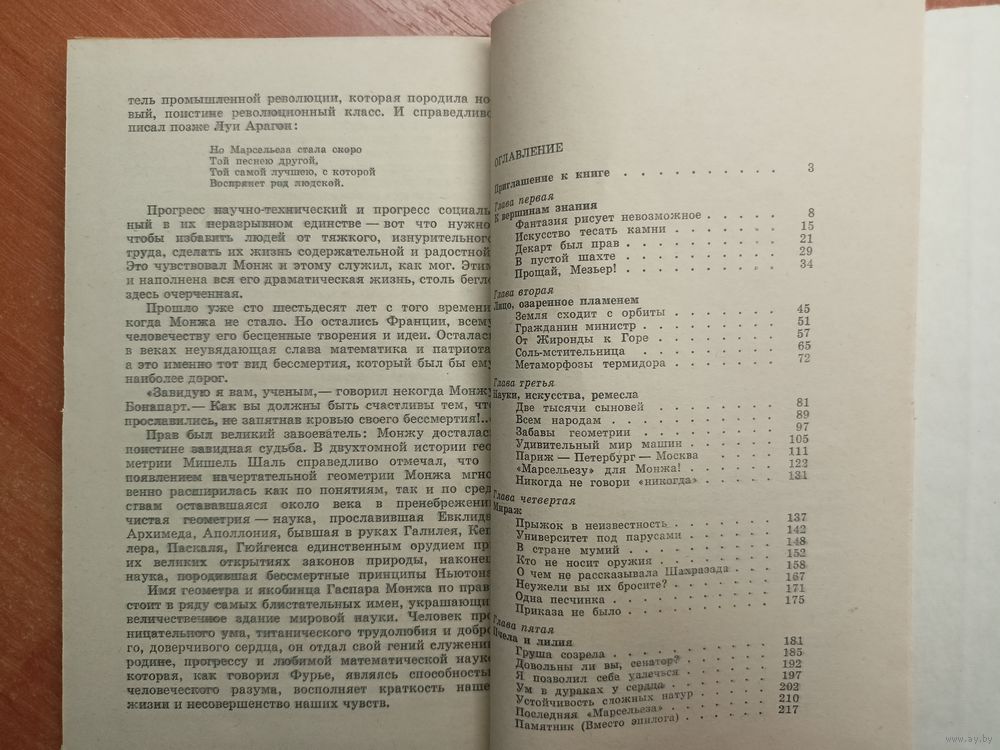 тель промышленной революции, которая породила но
вый, поистине революционный класс. И справедливо
писал позже Луи Арагон:
Но Марсельеза стала скоро
Той песнею другой,
Той самой лучшею, с которой
Воспрянет род людской.
Прогресс научно-технический и прогресс социаль
ный в их неразрывном единстве — вот что нужно
чтобы избавить людей от тяжкого, изнурительного
труда, сделать их жизнь содержательной и радостной.
Это чувствовал Монж и этому служил, как мог. Этим
и наполнена вся его драматическая жизнь, столь бегло
здесь очерченная.
Прошло уже сто шестьдесят лет с того времени
когда Монжа не стало. Но остались Франции, всему
человечеству его бесценные творения и идеи. Осталась
в веках неувядающая слава математика и патриота
а это именно тот вид бессмертия, который был бы ему
наиболее дорог.
«Завидую я вам, ученым,— говорил некогда Монжу
Бонапарт.— Как вы должны быть счастливы тем, что
прославились, не запятнав кровью своего бессмертия!..
Прав был великий завоеватель: Монжу досталас
поистине завидная судьба. В двухтомной истории гео
метрии Мишель Шаль справедливо отмечал, что
появлением начертательной геометрии Монжа мгно
венно расширилась как по понятиям, так и по сред
ствам остававшаяся около века в пренебрежении
чистая геометрия — наука, прославившая Евклида
Архимеда, Аполлония, бывшая в руках Галилея, Кеп
лера, Паскаля, Гюйгенса единственным орудием при
их великих открытиях законов природы, наконец
наука, породившая бессмертные принципы Ньютона
Имя геометра и якобинца Гаспара Монжа по прав
стоит в ряду самых блистательных имен, украшающи
величественное здание мировой науки. Человек про
ницательного ума, титанического трудолюбия и добро
го, доверчивого сердца, он отдал свой гений служени
родине, прогрессу и любимой математической наук
которая, как говорил Фурье, являясь способность
человеческого разума, восполняет краткость наше
жизни и несовершенство наших чувств.
ОГЛАВЛЕНИЕ
Приглашение к книге . . . . . . . . . . 3
Глава первая
К вершинам знания
Фантазия рисует невозможное . . . . . 8
Искусство тесать камни . . . . . . . 15
Декарт был прав . . . . . . . . . 21
В пустой шахте . . . . . . . . . 29
Прощай, Мезьер! . . . . . . . . . 34
Глава вторая
Лицо, озаренное пламенем
Земля сходит с орбиты . . . . . . . 45
Гражданин министр . . . . . . . . 51
От Жиронды к Горе . . . . . . . . 57
Соль-мстительница . . . . . . . . 65
Метаморфозы термидора . . . . . . . 72
Глава третья
Науки, искусства, ремесла
Две тысячи сыновей . . . . . . . . 81
Всем народам . . . . . . . . . . 89
Забавы геометрии . . . . . . . . . 97
Удивительный мир машин . . . . . . 105
Париж — Петербург — Москва . . . . . 111
«Марсельезу» для Монжа! . . . . . . 122
Никогда не говори «никогда» . . . . . 131
Глава четвертая
Мираж
Прыжок в неизвестность . . . . . . . 137
Университет под парусами . . . . . . 142
В стране мумий . . . . . . . . . 148
Кто не носит оружия . . . . . . . . 152
О чем не рассказывала Шахразада . . . . 158
Неужели вы их бросите? . . . . . . . 167
Одна песчинка . . . . . . . . . . 171
Приказа не было . . . . . . . . . 175
Глава пятая
Пчела и лилия
Груша созрела . . . . . . . . . . 181
Довольны ли вы, сенатор? . . . . . . 185
Я позволил себе увлечься . . . . . . 192
Ум в дураках у сердца . . . . . . . 197
Устойчивость сложных натур . . . . . 202
Последняя «Марсельеза» . . . . . . . 210
Памятник (Вместо эпилога) . . . . . . 217
www.ay.by